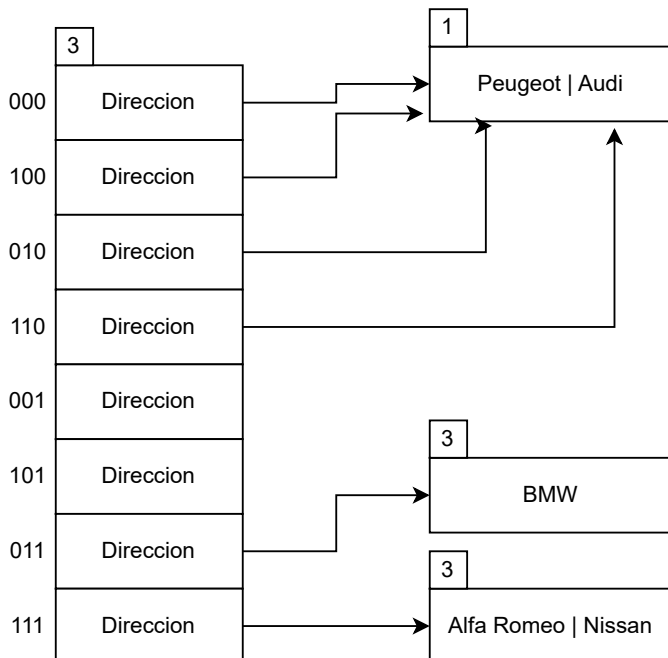 3
000 Direccion
100 Direccion
010 Direccion
110 Direccion
001 Direccion
101 Direccion
011 Direccion
111 Direccion
1
Peugeot | Audi
3
BMW
3
Alfa Romeo | Nissan